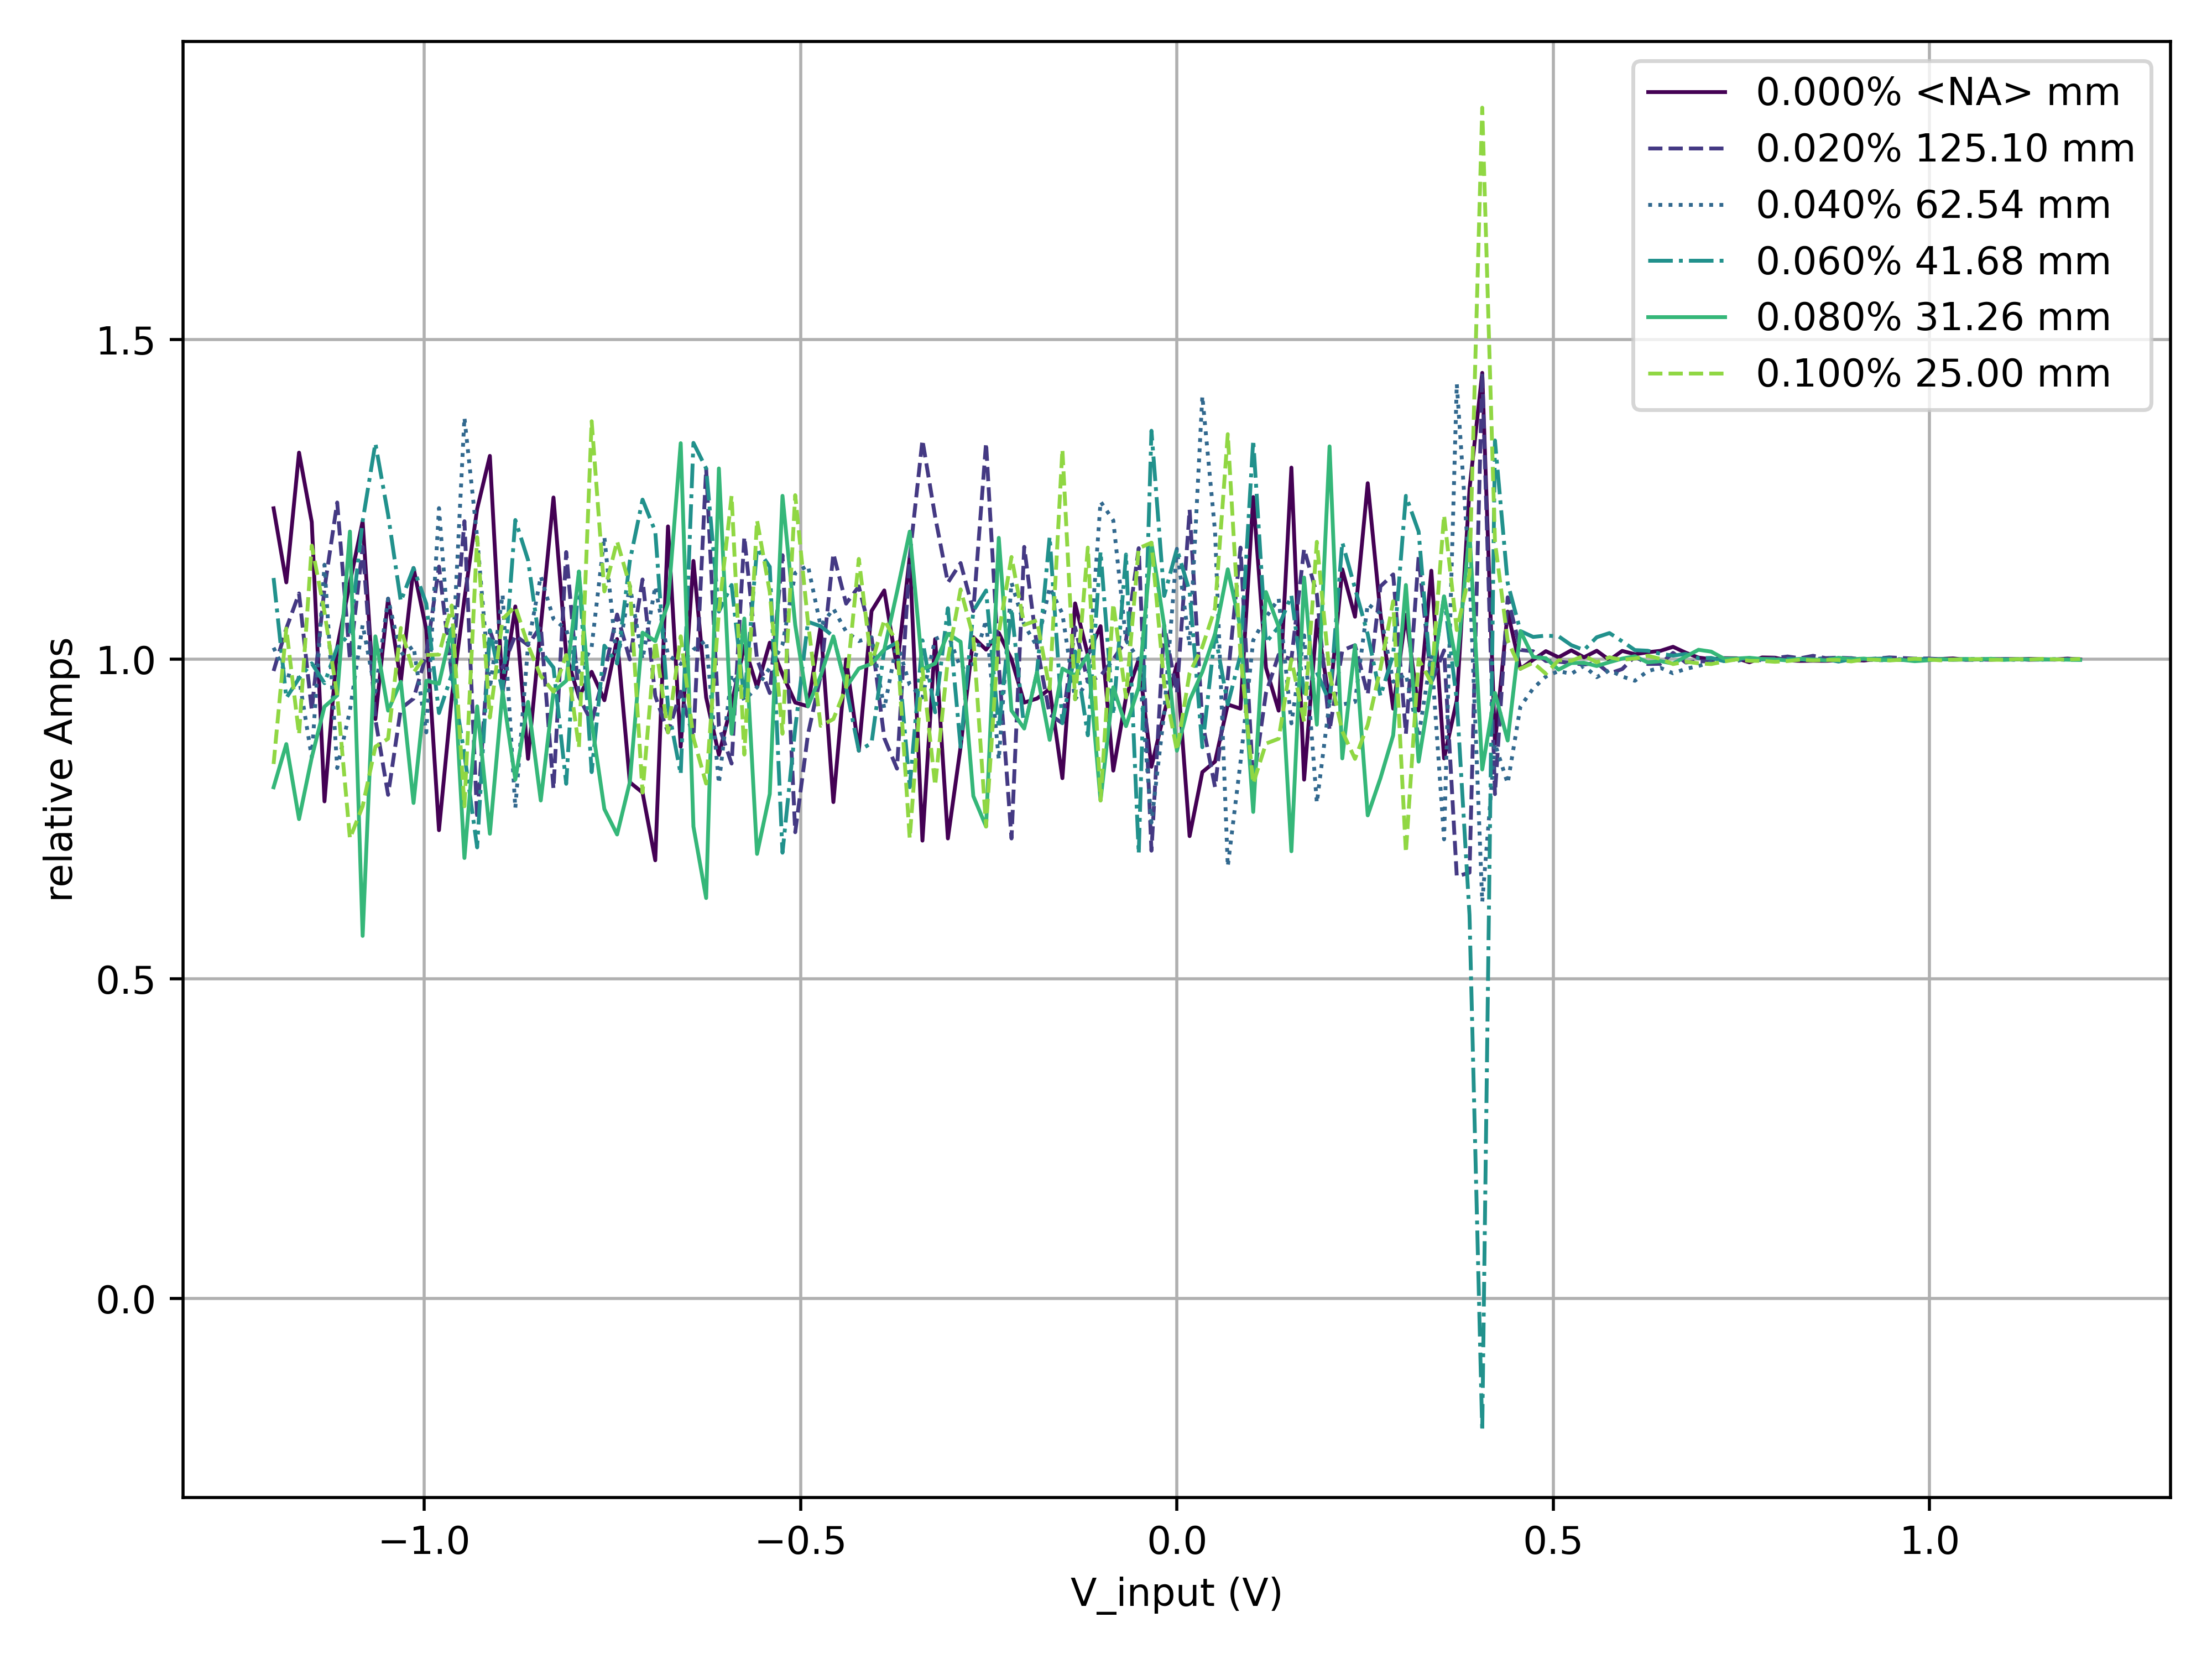 0.000% <NA> mm
0.020% 125.10 mm
0.040% 62.54 mm
0.060% 41.68 mm
0.080% 31.26 mm
0.100% 25.00 mm
1.5
1.0
0.5
0.0
relative Amps
−1.0 −0.5 0.0 0.5 1.0
V_input (V)